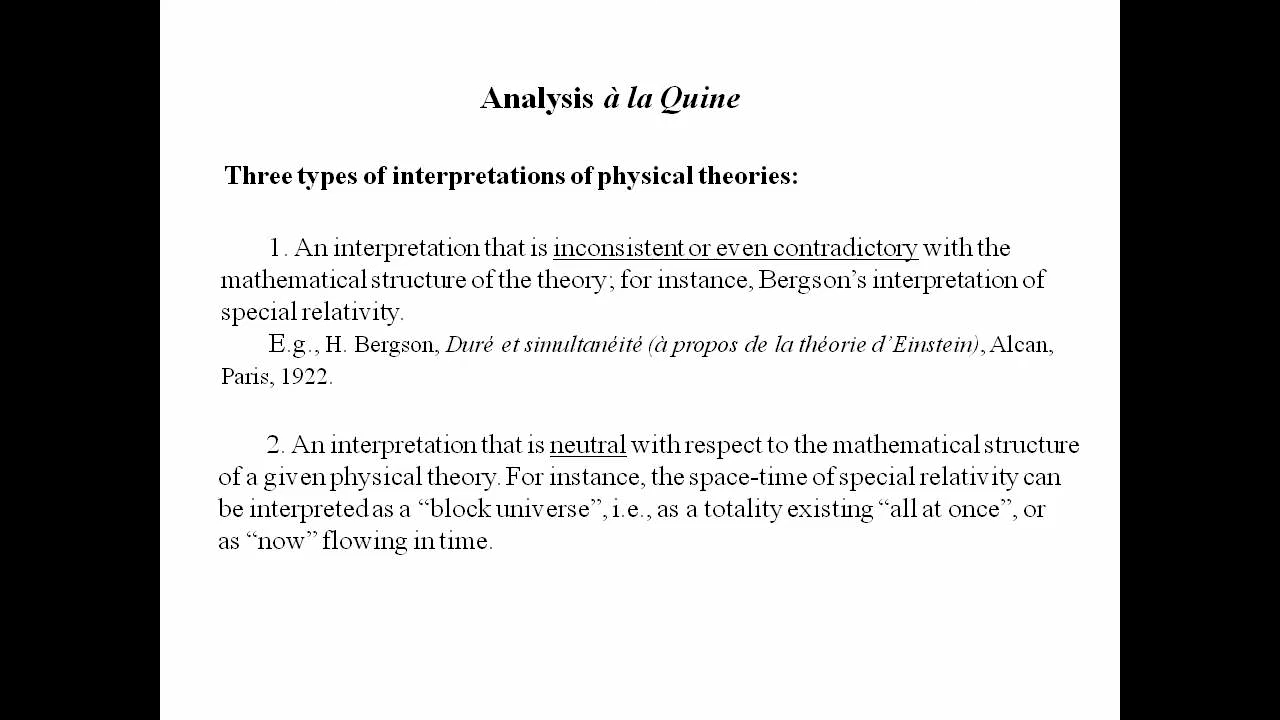 Analysis à la Quine
Three types of interpretations of physical theories:
1. An interpretation that is inconsistent or even contradictory with the
mathematical structure of the theory; for instance, Bergson’s interpretation of
special relativity.
E.g., H. Bergson, Duré et simultanéité (à propos de la théorie d’Einstein), Alcan,
Paris, 1922.
2. An interpretation that is neutral with respect to the mathematical structure
of a given physical theory. For instance, the space-time of special relativity can
be interpreted as a “block universe”, i.e., as a totality existing “all at once”, or
as “now” flowing in time.